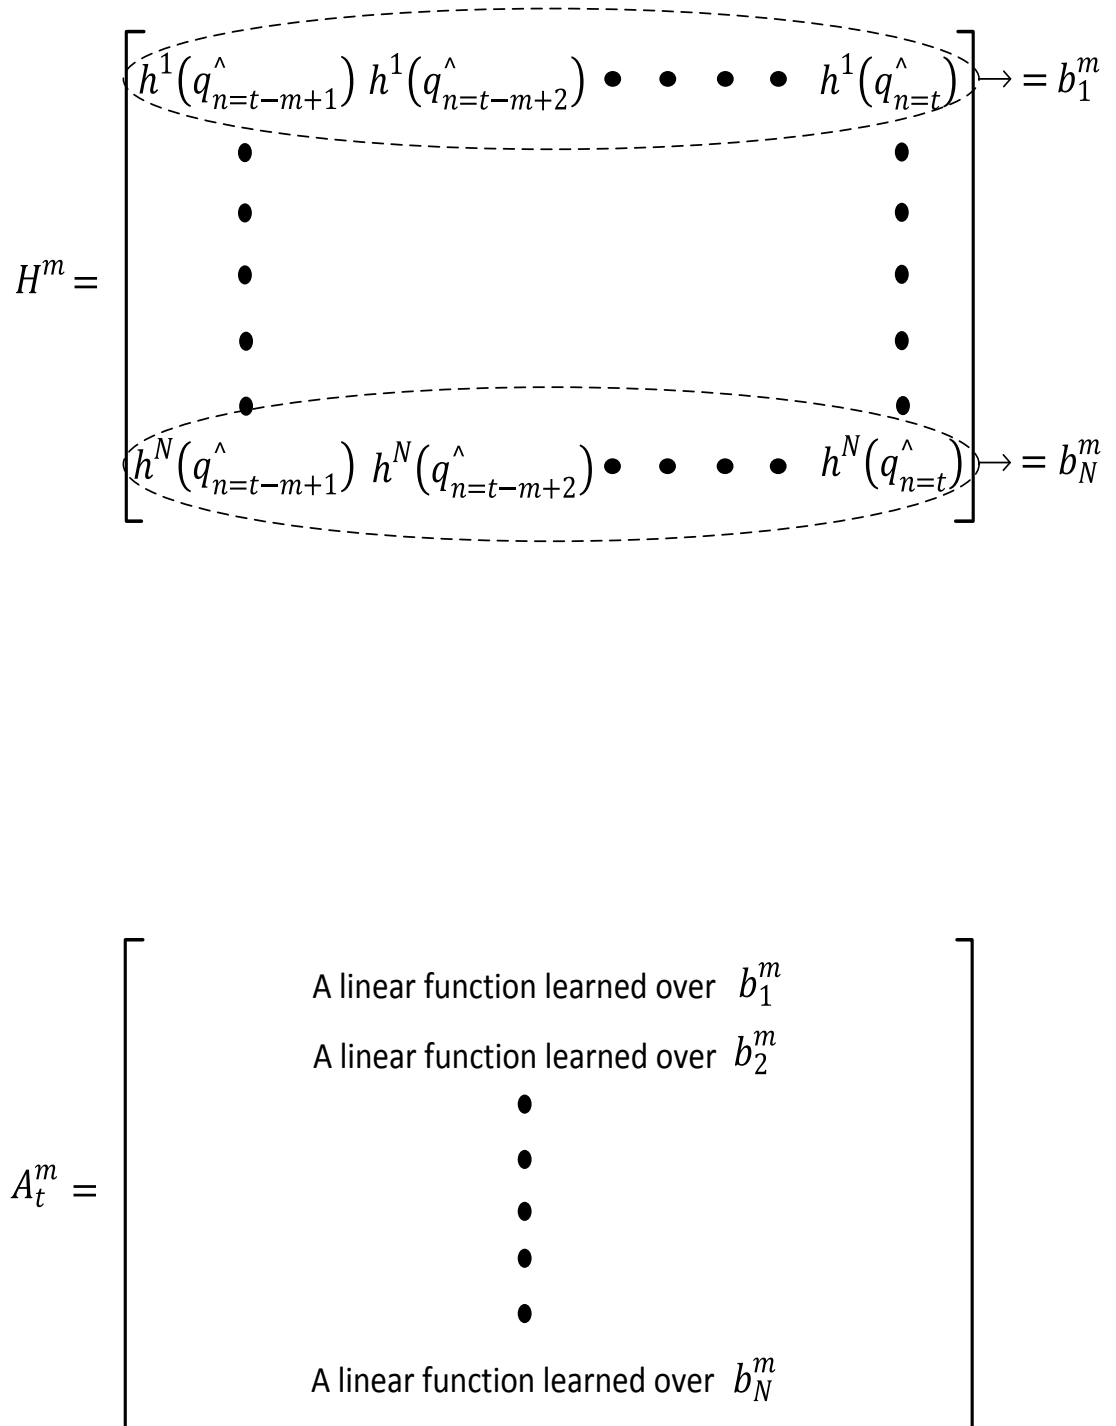 h^1(q^_{n=t−m+1}) h^1(q^_{n=t−m+2}) • • • • h^1(q^_{n=t}) → = b_1^m
H^m =
h^N(q^_{n=t−m+1}) h^N(q^_{n=t−m+2}) • • • • h^N(q^_{n=t}) → = b_N^m
A linear function learned over b_1^m
A linear function learned over b_2^m
A_t^m =
A linear function learned over b_N^m